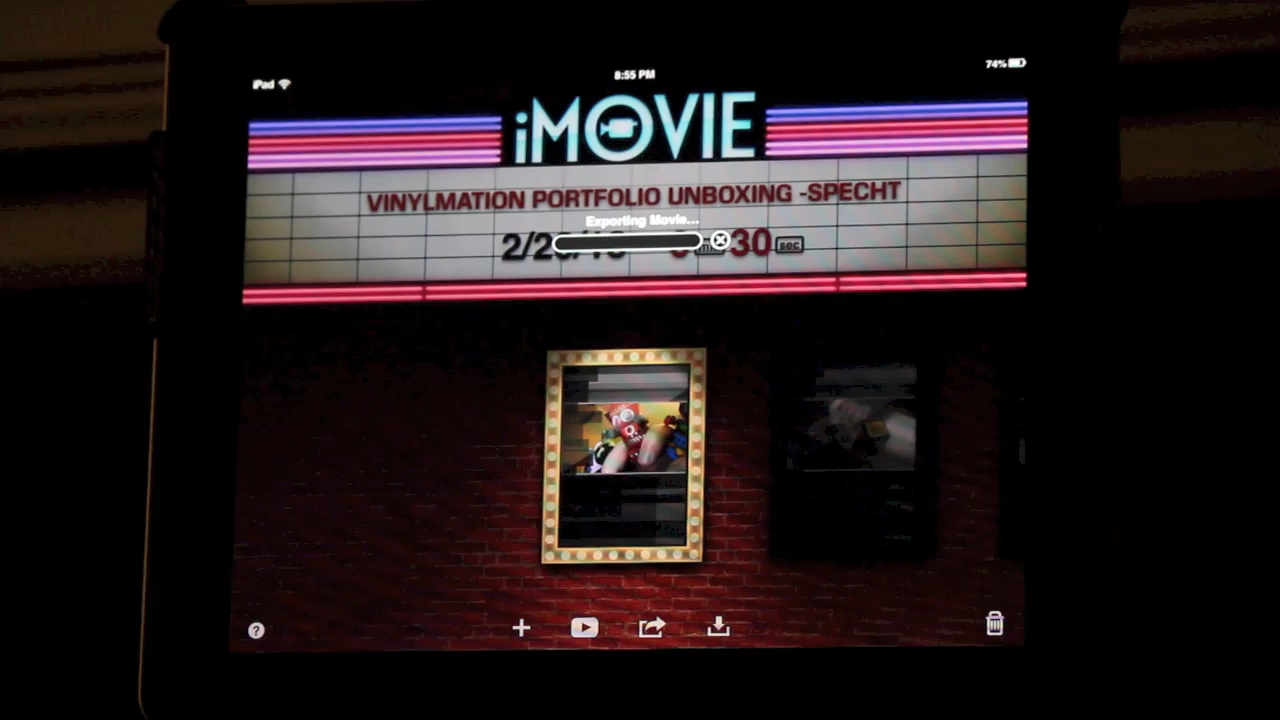 iPad
8:55 PM
74%
iMOVIE
VINYLMATION PORTFOLIO UNBOXING -SPECHT
Exporting Movie...
30 sec
?